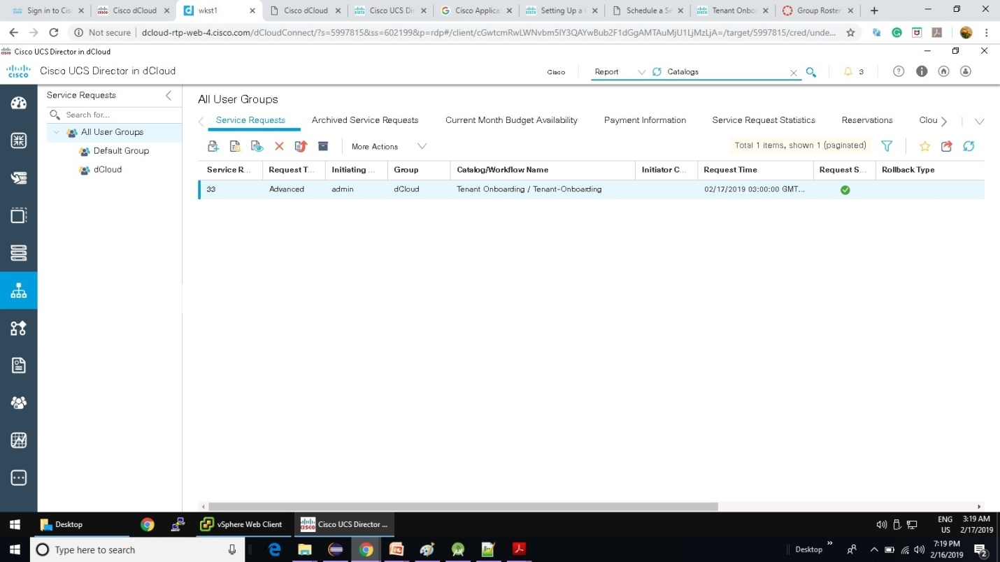 Sign in to Cis
Cisco dCloud
wkst1
Cisco dCloud
Cisco UCS Dir
Cisco Applica
Setting Up a
Schedule a Se
Tenant Onbo
Group Roster
Not secure
dcloud-rtp-web-4.cisco.com/dCloudConnect/?s=5997815&ss=602199&p=rdp#/client/
Cisco UCS Director in dCloud
CISCO
Cisco UCS Director in dCloud
Cisco
Report
Catalogs
3
Service Requests
Search for...
All User Groups
Default Group
dCloud
All User Groups
Service Requests
Archived Service Requests
Current Month Budget Availability
Payment Information
Service Request Statistics
Reservations
Clou
More Actions
Total 1 items, shown 1 (paginated)
Service R...
Request T...
Initiating ...
Group
Catalog/Workflow Name
Initiator C...
Request Time
Request S...
Rollback Type
33
Advanced
admin
dCloud
Tenant Onboarding / Tenant-Onboarding
02/17/2019 03:00:00 GMT...
Desktop
vSphere Web Client
Cisco UCS Director ...
ENG
US
3:19 AM
2/17/2019
Type here to search
Desktop
7:19 PM
2/16/2019
2